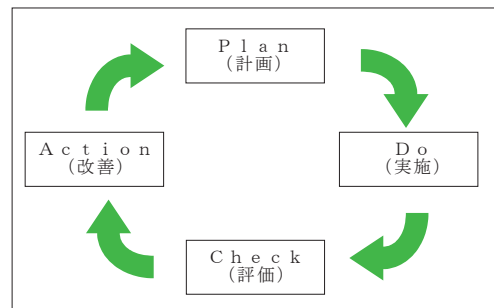 Ｐｌａｎ
（計画）
Ｄｏ
（実施）
Ｃｈｅｃｋ
（評価）
Ａｃｔｉｏｎ
（改善）